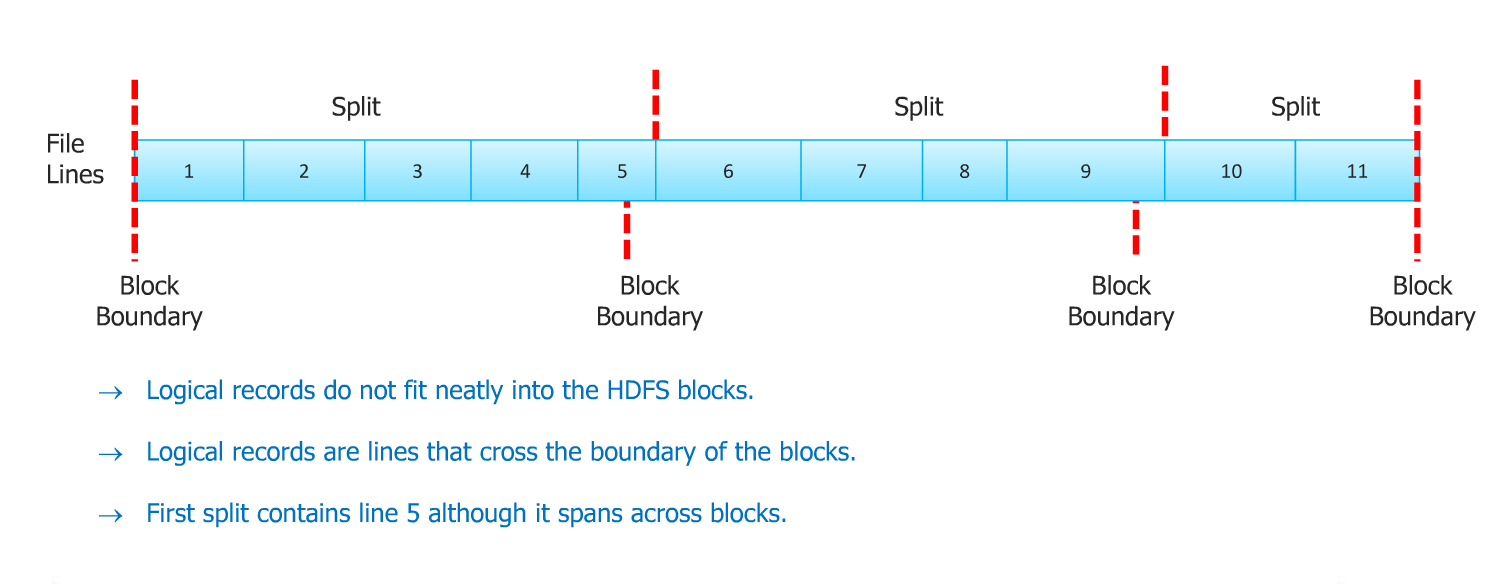 Split Split Split
File
Lines
1 2 3 4 5 6 7 8 9 10 11
Block Block Block Block
Boundary Boundary Boundary Boundary
→ Logical records do not fit neatly into the HDFS blocks.
→ Logical records are lines that cross the boundary of the blocks.
→ First split contains line 5 although it spans across blocks.